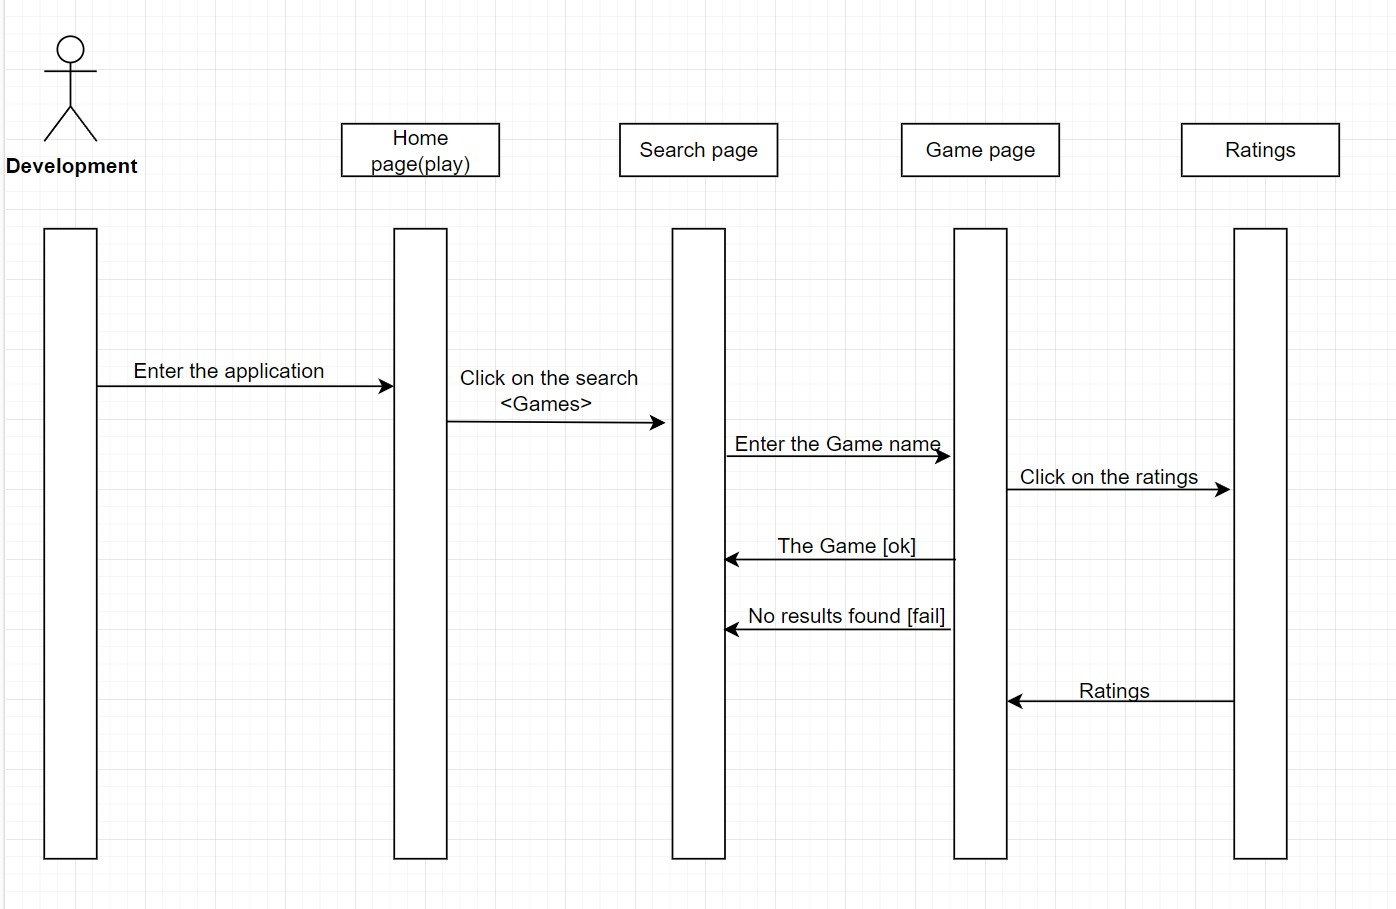 Development
Home
page(play)
Search page
Game page
Ratings
Enter the application
Click on the search
<Games>
Enter the Game name
Click on the ratings
The Game [ok]
No results found [fail]
Ratings